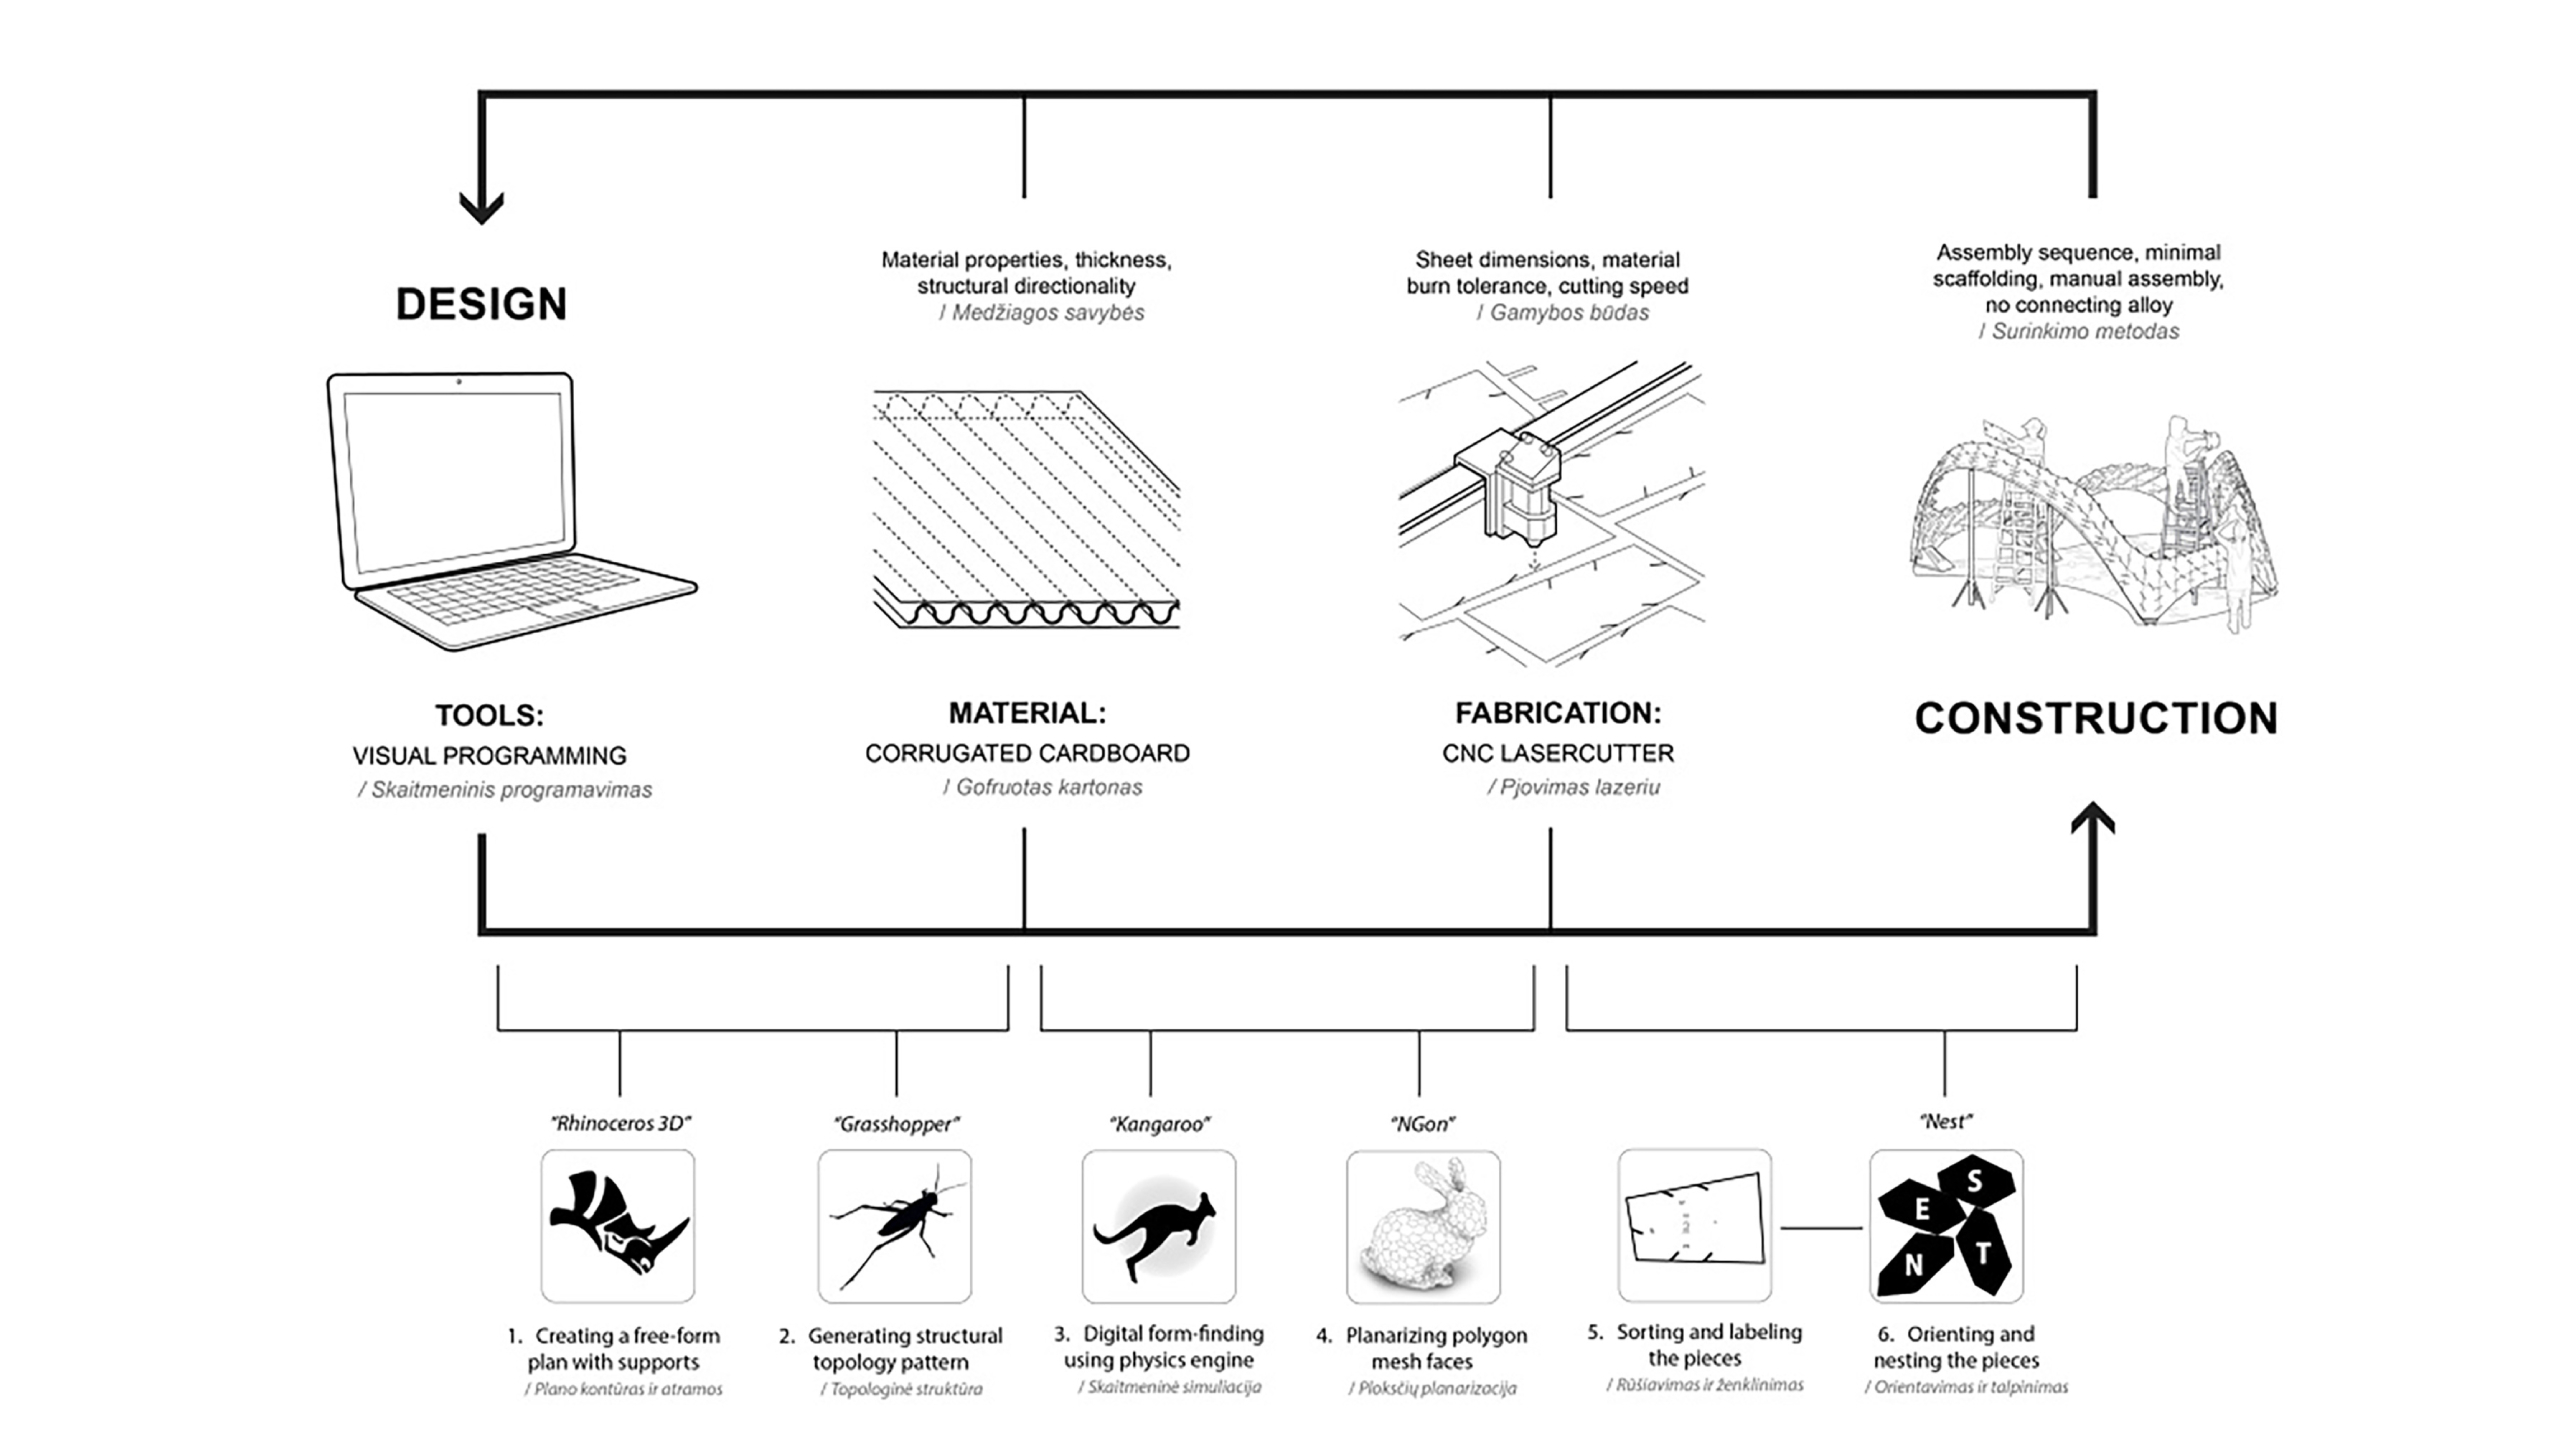 DESIGN
Material properties, thickness,
structural directionality
/ Medžiagos savybės
Sheet dimensions, material
burn tolerance, cutting speed
/ Gamybos būdas
Assembly sequence, minimal
scaffolding, manual assembly,
no connecting alloy
/ Surinkimo metodas
TOOLS:
VISUAL PROGRAMMING
/ Skaitmeninis programavimas
MATERIAL:
CORRUGATED CARDBOARD
/ Gofruotas kartonas
FABRICATION:
CNC LASERCUTTER
/ Pjovimas lazeriu
CONSTRUCTION
"Rhinoceros 3D"
"Grasshopper"
"Kangaroo"
"NGon"
"Nest"
S
E
N
T
1. Creating a free-form
plan with supports
/ Plano kontūras ir atramos
2. Generating structural
topology pattern
/ Topologinė struktūra
3. Digital form-finding
using physics engine
/ Skaitmeninė simuliacija
4. Planarizing polygon
mesh faces
/ Plokščių planarizacija
5. Sorting and labeling
the pieces
/ Rūšiavimas ir ženklinimas
6. Orienting and
nesting the pieces
/ Orientavimas ir talpinimas